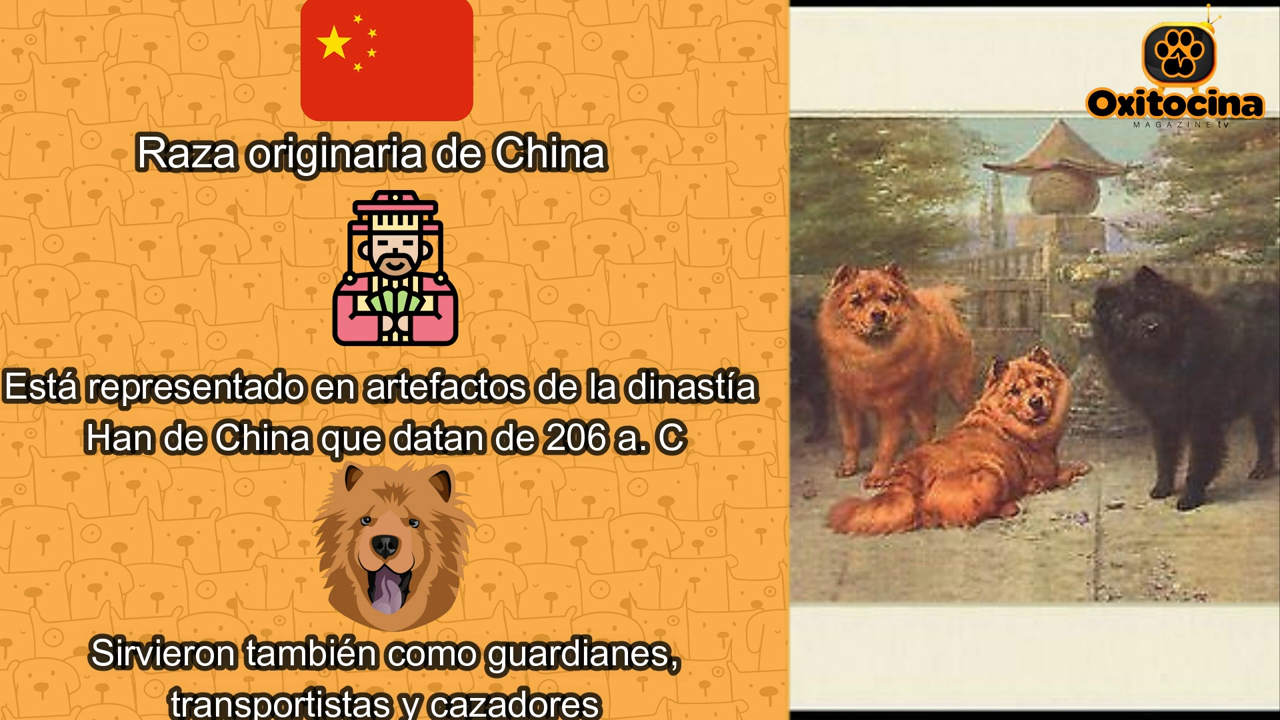 Raza originaria de China
Está representado en artefactos de la dinastía
Han de China que datan de 206 a. C
Sirvieron también como guardianes,
transportistas y cazadores
Oxitocina
MAGAZINE tv